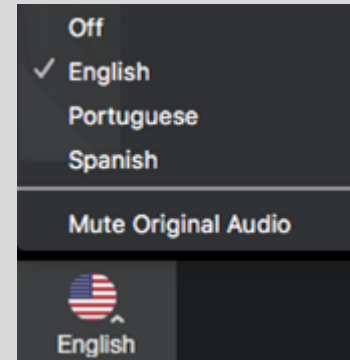 Off
English
Portuguese
Spanish
Mute Original Audio
English